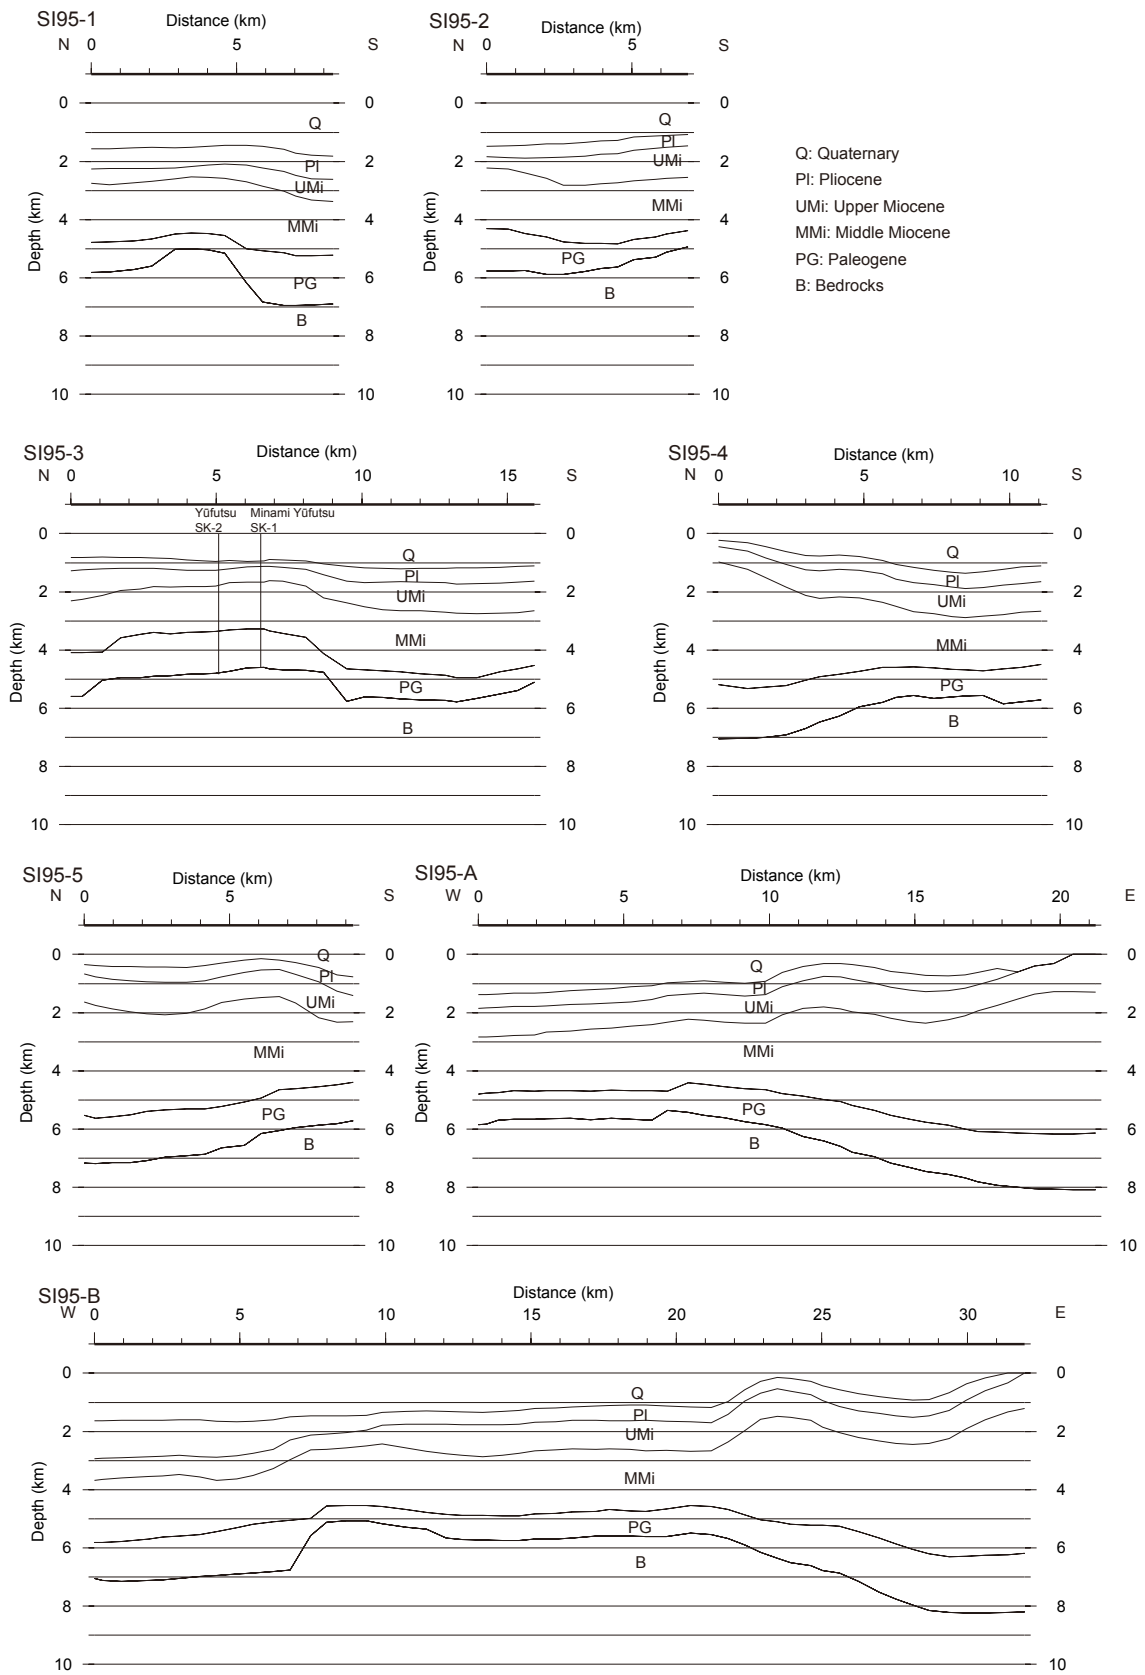 SI95-1
Distance (km)
N 0 5 S
SI95-2
Distance (km)
N 0 5 S
Depth (km)
0 0
2 2
4 4
6 6
8 8
10 10
Q
Pl
UMi
MMi
PG
B
Depth (km)
0 0
2 2
4 4
6 6
8 8
10 10
Q
Pl
UMi
MMi
PG
B
Q: Quaternary
Pl: Pliocene
UMi: Upper Miocene
MMi: Middle Miocene
PG: Paleogene
B: Bedrocks
SI95-3
Distance (km)
N 0 5 10 15 S
Yūfutsu
SK-2
Minami Yūfutsu
SK-1
Depth (km)
0 0
2 2
4 4
6 6
8 8
10 10
Q
Pl
UMi
MMi
PG
B
SI95-4
Distance (km)
N 0 5 10 S
Depth (km)
0 0
2 2
4 4
6 6
8 8
10 10
Q
Pl
UMi
MMi
PG
B
SI95-5
Distance (km)
N 0 5 S
Depth (km)
0 0
2 2
4 4
6 6
8 8
10 10
Q
Pl
UMi
MMi
PG
B
SI95-A
Distance (km)
W 0 5 10 15 20 E
Depth (km)
0 0
2 2
4 4
6 6
8 8
10 10
Q
Pl
UMi
MMi
PG
B
SI95-B
Distance (km)
W 0 5 10 15 20 25 30 E
Depth (km)
0 0
2 2
4 4
6 6
8 8
10 10
Q
Pl
UMi
MMi
PG
B